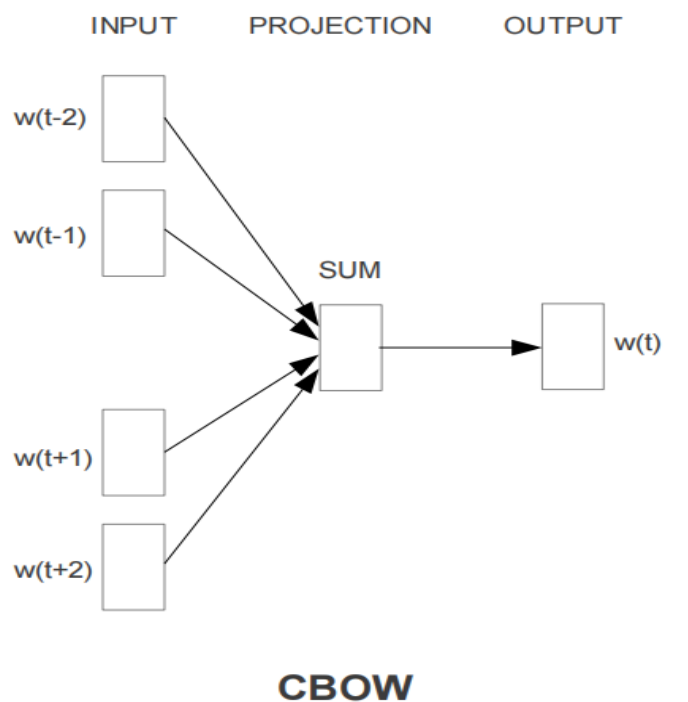 INPUT PROJECTION OUTPUT
w(t-2)
w(t-1)
SUM
w(t)
w(t+1)
w(t+2)
CBOW